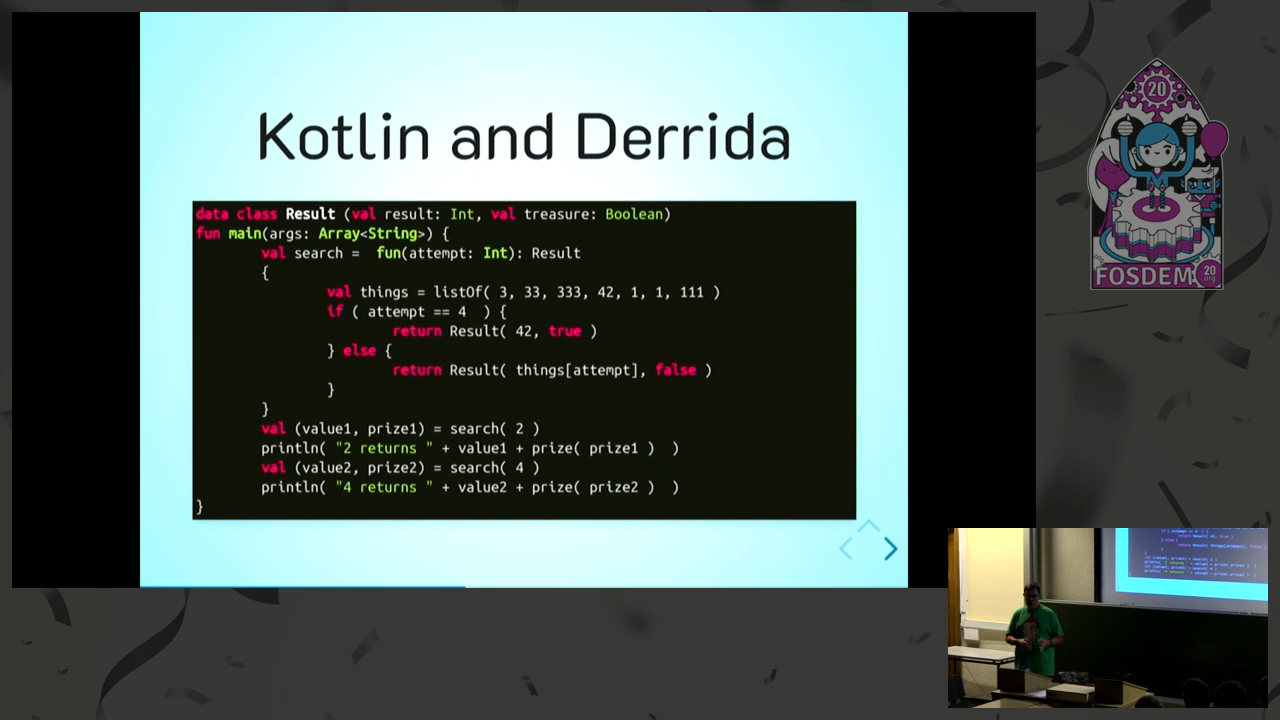 Kotlin and Derrida
data class Result (val result: Int, val treasure: Boolean)
fun main(args: Array<String>) {
val search =  fun(attempt: Int): Result
{
val things = listOf( 3, 33, 333, 42, 1, 1, 111 )
if ( attempt == 4  ) {
return Result( 42, true )
} else {
return Result( things[attempt], false )
}
}
val (value1, prize1) = search( 2 )
println( "2 returns " + value1 + prize( prize1 )  )
val (value2, prize2) = search( 4 )
println( "4 returns " + value2 + prize( prize2 )  )
}
20
FOSDEM
20
.org